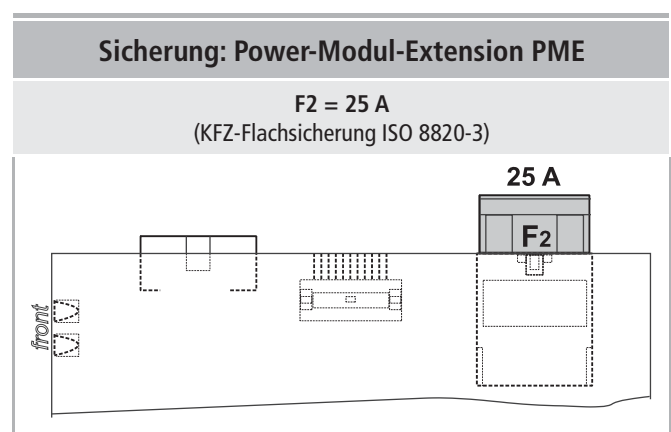 Sicherung: Power-Modul-Extension PME
F2 = 25 A
(KFZ-Flachsicherung ISO 8820-3)
25 A
F2
front